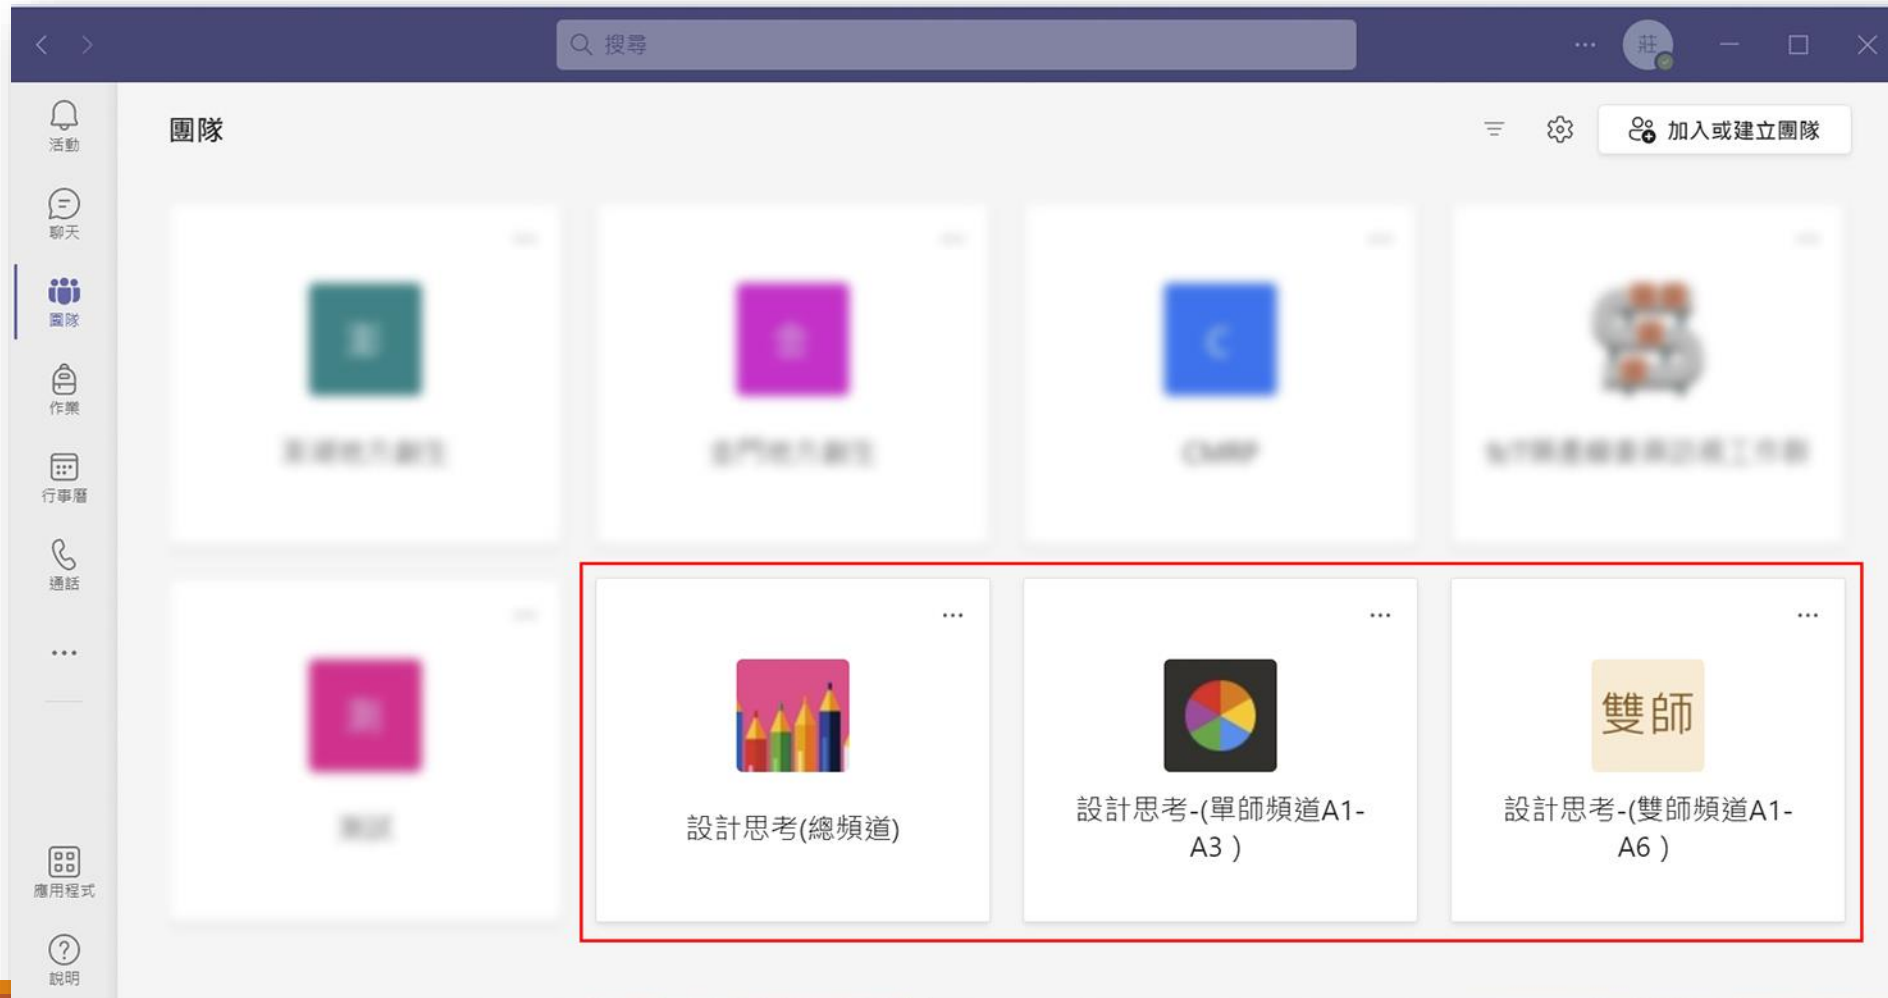 搜尋
莊
活動
聊天
團隊
作業
行事曆
通話
應用程式
說明
團隊
加入或建立團隊
C
CMRP
設計思考(總頻道)
設計思考-(單師頻道A1-
A3 )
雙師
設計思考-(雙師頻道A1-
A6 )